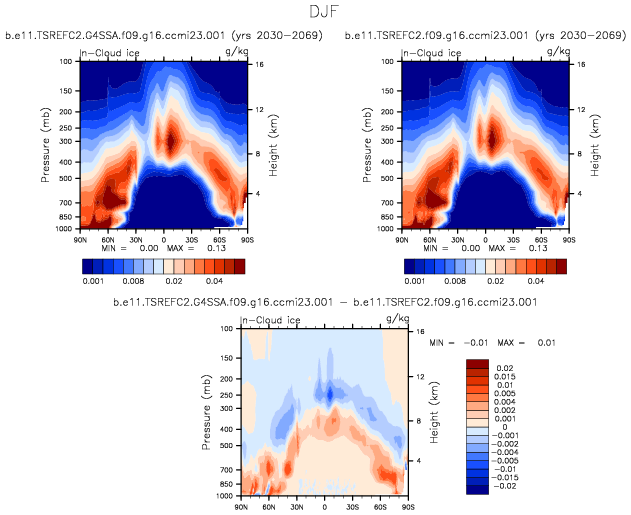 DJF
b.e11.TSREFC2.G4SSA.f09.g16.ccmi23.001 (yrs 2030-2069)
In-Cloud ice g/kg
100
150
200
250
300
400
500
700
850
1000
Pressure (mb)
16
12
8
4
Height (km)
90N 60N 30N 0 30S 60S 90S
MIN = 0.00 MAX = 0.13
0.001 0.008 0.02 0.04
b.e11.TSREFC2.f09.g16.ccmi23.001 (yrs 2030-2069)
In-Cloud ice g/kg
100
150
200
250
300
400
500
700
850
1000
Pressure (mb)
16
12
8
4
Height (km)
90N 60N 30N 0 30S 60S 90S
MIN = 0.00 MAX = 0.13
0.001 0.008 0.02 0.04
b.e11.TSREFC2.G4SSA.f09.g16.ccmi23.001 - b.e11.TSREFC2.f09.g16.ccmi23.001
In-Cloud ice g/kg
100
150
200
250
300
400
500
700
850
1000
Pressure (mb)
16
12
8
4
Height (km)
90N 60N 30N 0 30S 60S 90S
MIN = -0.01 MAX = 0.01
0.02
0.015
0.01
0.005
0.004
0.002
0.001
0
-0.001
-0.002
-0.004
-0.005
-0.01
-0.015
-0.02